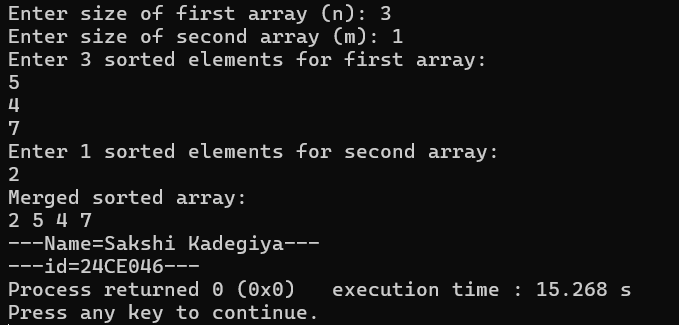 Enter size of first array (n): 3
Enter size of second array (m): 1
Enter 3 sorted elements for first array:
5
4
7
Enter 1 sorted elements for second array:
2
Merged sorted array:
2 5 4 7
---Name=Sakshi Kadegiya---
---id=24CE046---
Process returned 0 (0x0)   execution time : 15.268 s
Press any key to continue.